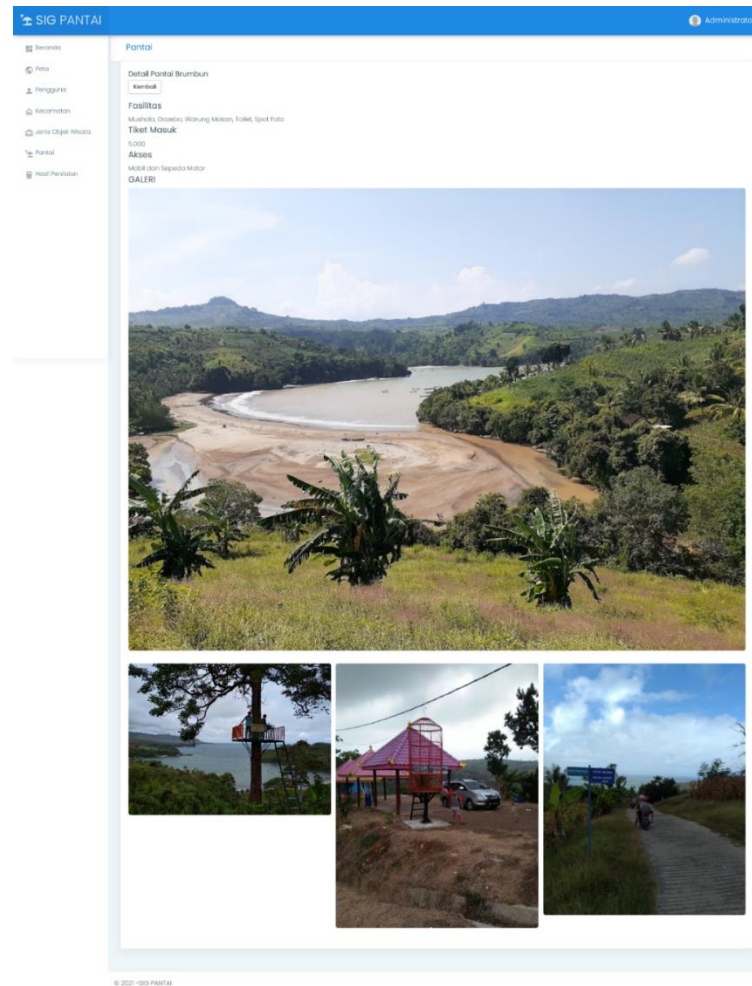 SIG PANTAI
Administrator
Beranda
Peta
Pengguna
Kecamatan
Jenis Objek Wisata
Pantai
Hasil Penilaian
Pantai
Detail Pantai Brumbun
Kembali
Fasilitas
Mushola, Gazebo, Warung Makan, Toilet, Spot Foto
Tiket Masuk
5.000
Akses
Mobil dan Sepeda Motor
GALERI
© 2021 - SIG PANTAI